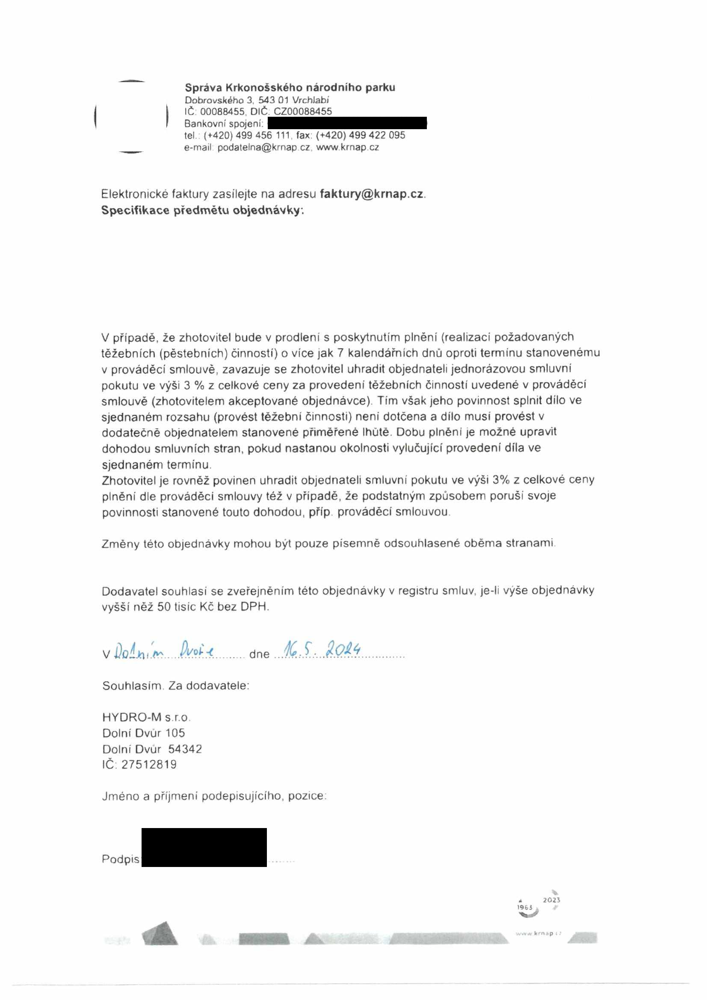 Správa Krkonošského národního parku
Dobrovského 3, 543 01 Vrchlabí
IČ: 00088455, DIČ: CZ00088455
Bankovní spojení:
tel.: (+420) 499 456 111, fax: (+420) 499 422 095
e-mail: podatelna@krnap.cz, www.krnap.cz
Elektronické faktury zasílejte na adresu faktury@krnap.cz.
Specifikace předmětu objednávky:
V případě, že zhotovitel bude v prodlení s poskytnutím plnění (realizací požadovaných
těžebních (pěstebních) činností) o více jak 7 kalendářních dnů oproti termínu stanovenému
v prováděcí smlouvě, zavazuje se zhotovitel uhradit objednateli jednorázovou smluvní
pokutu ve výši 3 % z celkové ceny za provedení těžebních činností uvedené v prováděcí
smlouvě (zhotovitelem akceptované objednávce). Tím však jeho povinnost splnit dílo ve
sjednaném rozsahu (provést těžební činnosti) není dotčena a dílo musí provést v
dodatečně objednatelem stanovené přiměřené lhůtě. Dobu plnění je možné upravit
dohodou smluvních stran, pokud nastanou okolnosti vylučující provedení díla ve
sjednaném termínu.
Zhotovitel je rovněž povinen uhradit objednateli smluvní pokutu ve výši 3% z celkové ceny
plnění dle prováděcí smlouvy též v případě, že podstatným způsobem poruší svoje
povinnosti stanovené touto dohodou, příp. prováděcí smlouvou.
Změny této objednávky mohou být pouze písemně odsouhlasené oběma stranami.
Dodavatel souhlasí se zveřejněním této objednávky v registru smluv, je-li výše objednávky
vyšší něž 50 tisíc Kč bez DPH.
V Dolním Dvoře dne 16.5.2024
Souhlasím. Za dodavatele:
HYDRO-M s.r.o.
Dolní Dvůr 105
Dolní Dvůr 54342
IČ: 27512819
Jméno a příjmení podepisujícího, pozice:
Podpis:
1963 2023
www.krnap.cz